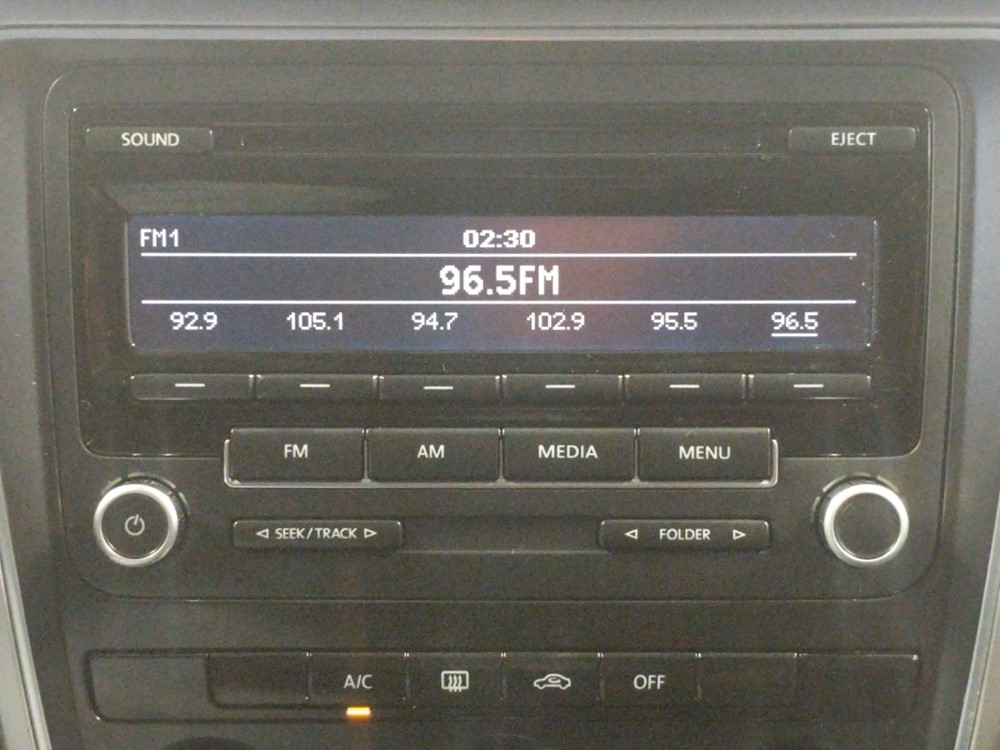 SOUND EJECT
FM1 02:30
96.5FM
92.9 105.1 94.7 102.9 95.5 96.5
FM AM MEDIA MENU
SEEK/TRACK FOLDER
A/C OFF